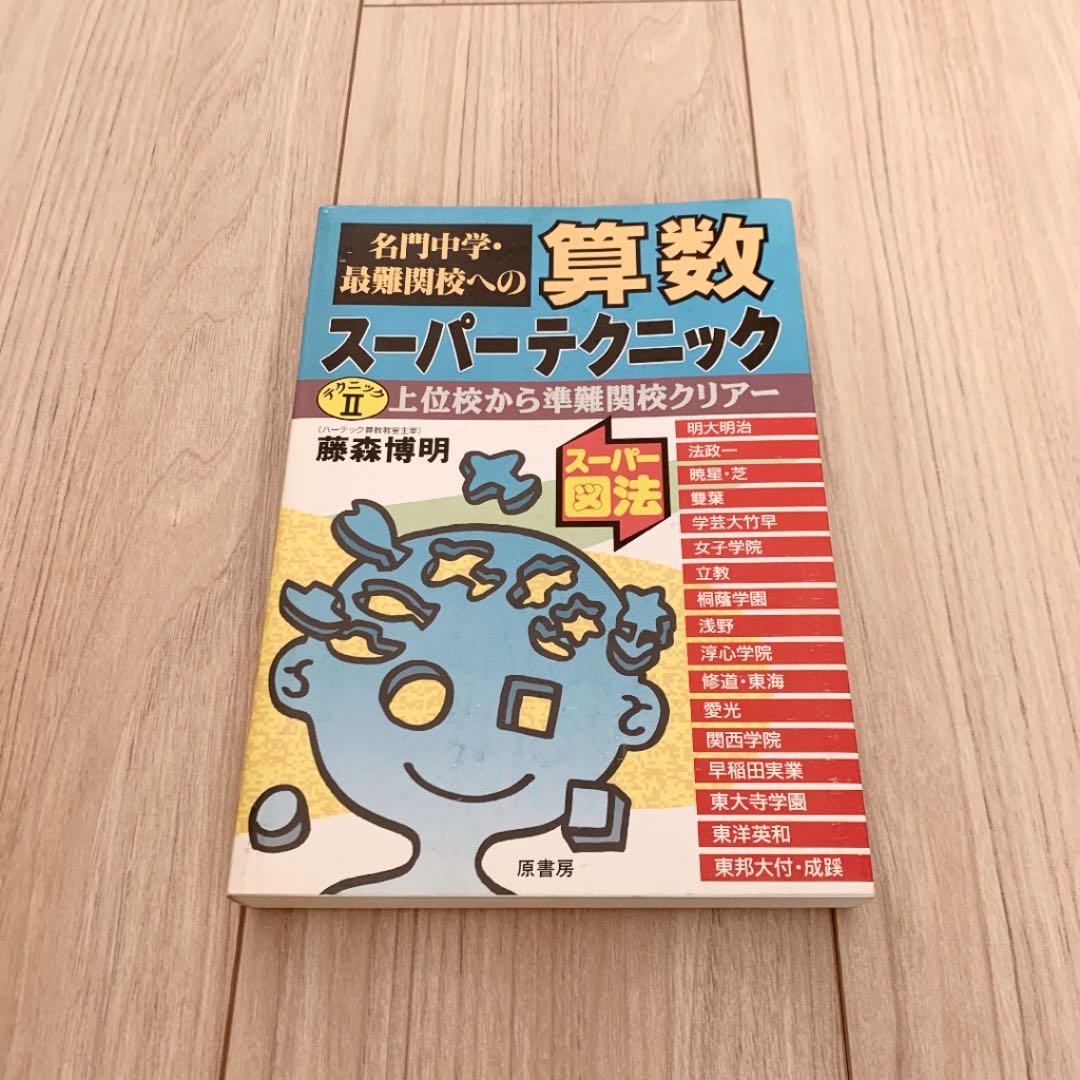 名門中学・
最難関校への
算数
スーパーテクニック
テクニック
II
上位校から準難関校クリアー
(ハーテック算数教室主宰)
藤森博明
スーパー
図法
明大明治
法政一
暁星・芝
雙葉
学芸大竹早
女子学院
立教
桐蔭学園
浅野
淳心学院
修道・東海
愛光
関西学院
早稲田実業
東大寺学園
東洋英和
東邦大付・成蹊
原書房